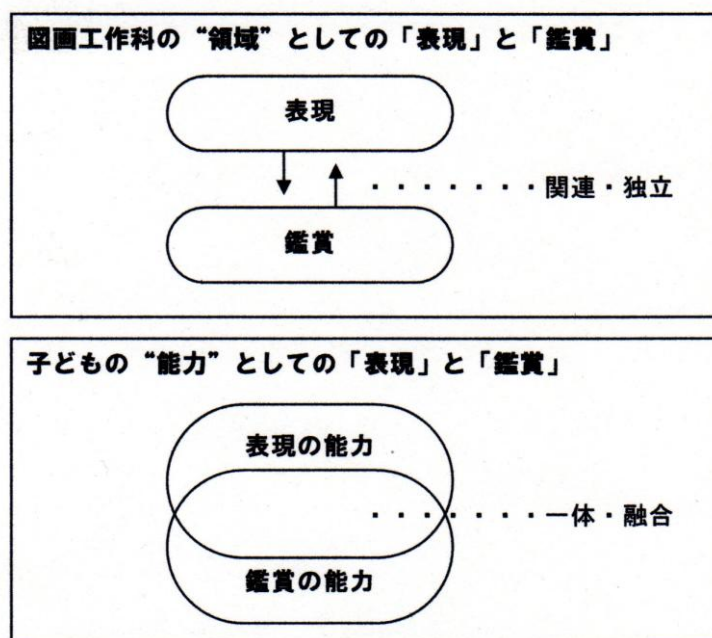 図画工作科の“領域”としての「表現」と「鑑賞」
表現
・・・・・・・関連・独立
鑑賞
子どもの“能力”としての「表現」と「鑑賞」
表現の能力
・・・・・・・一体・融合
鑑賞の能力